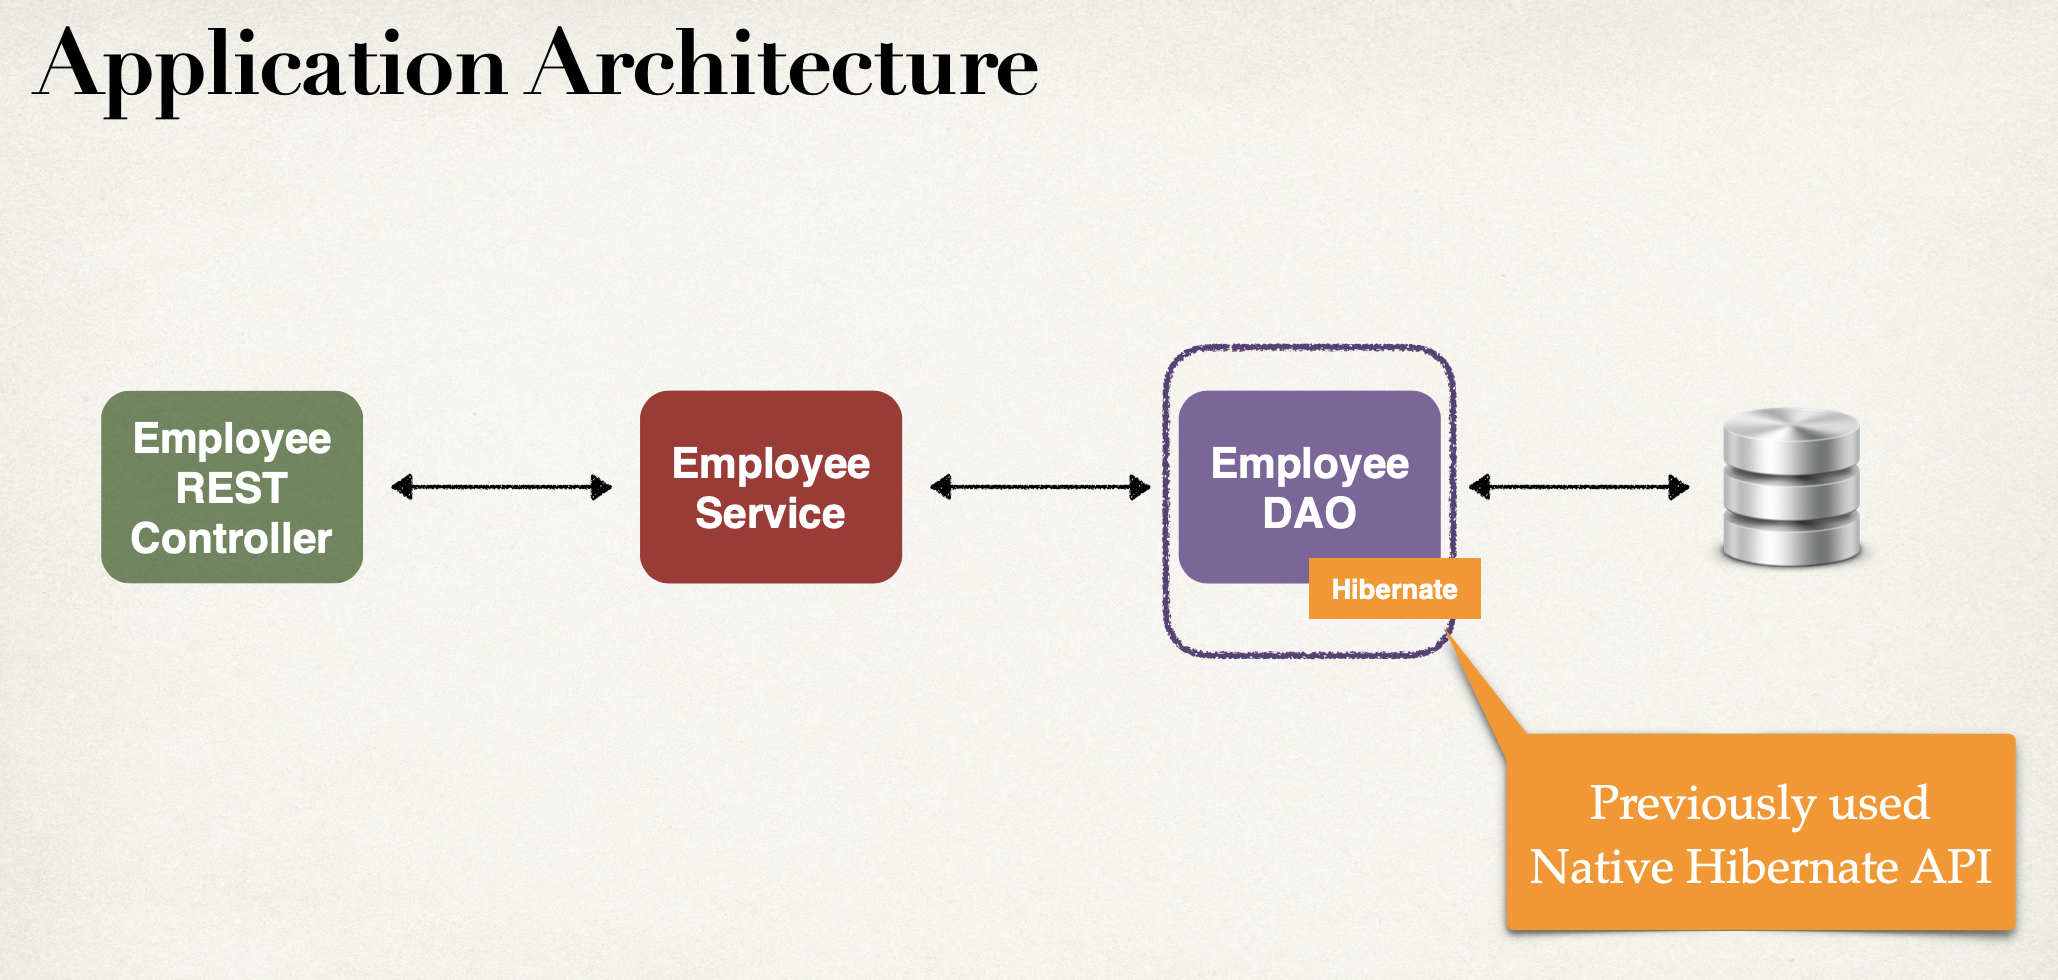 Application Architecture
Employee
REST
Controller
Employee
Service
Employee
DAO
Hibernate
Previously used
Native Hibernate API